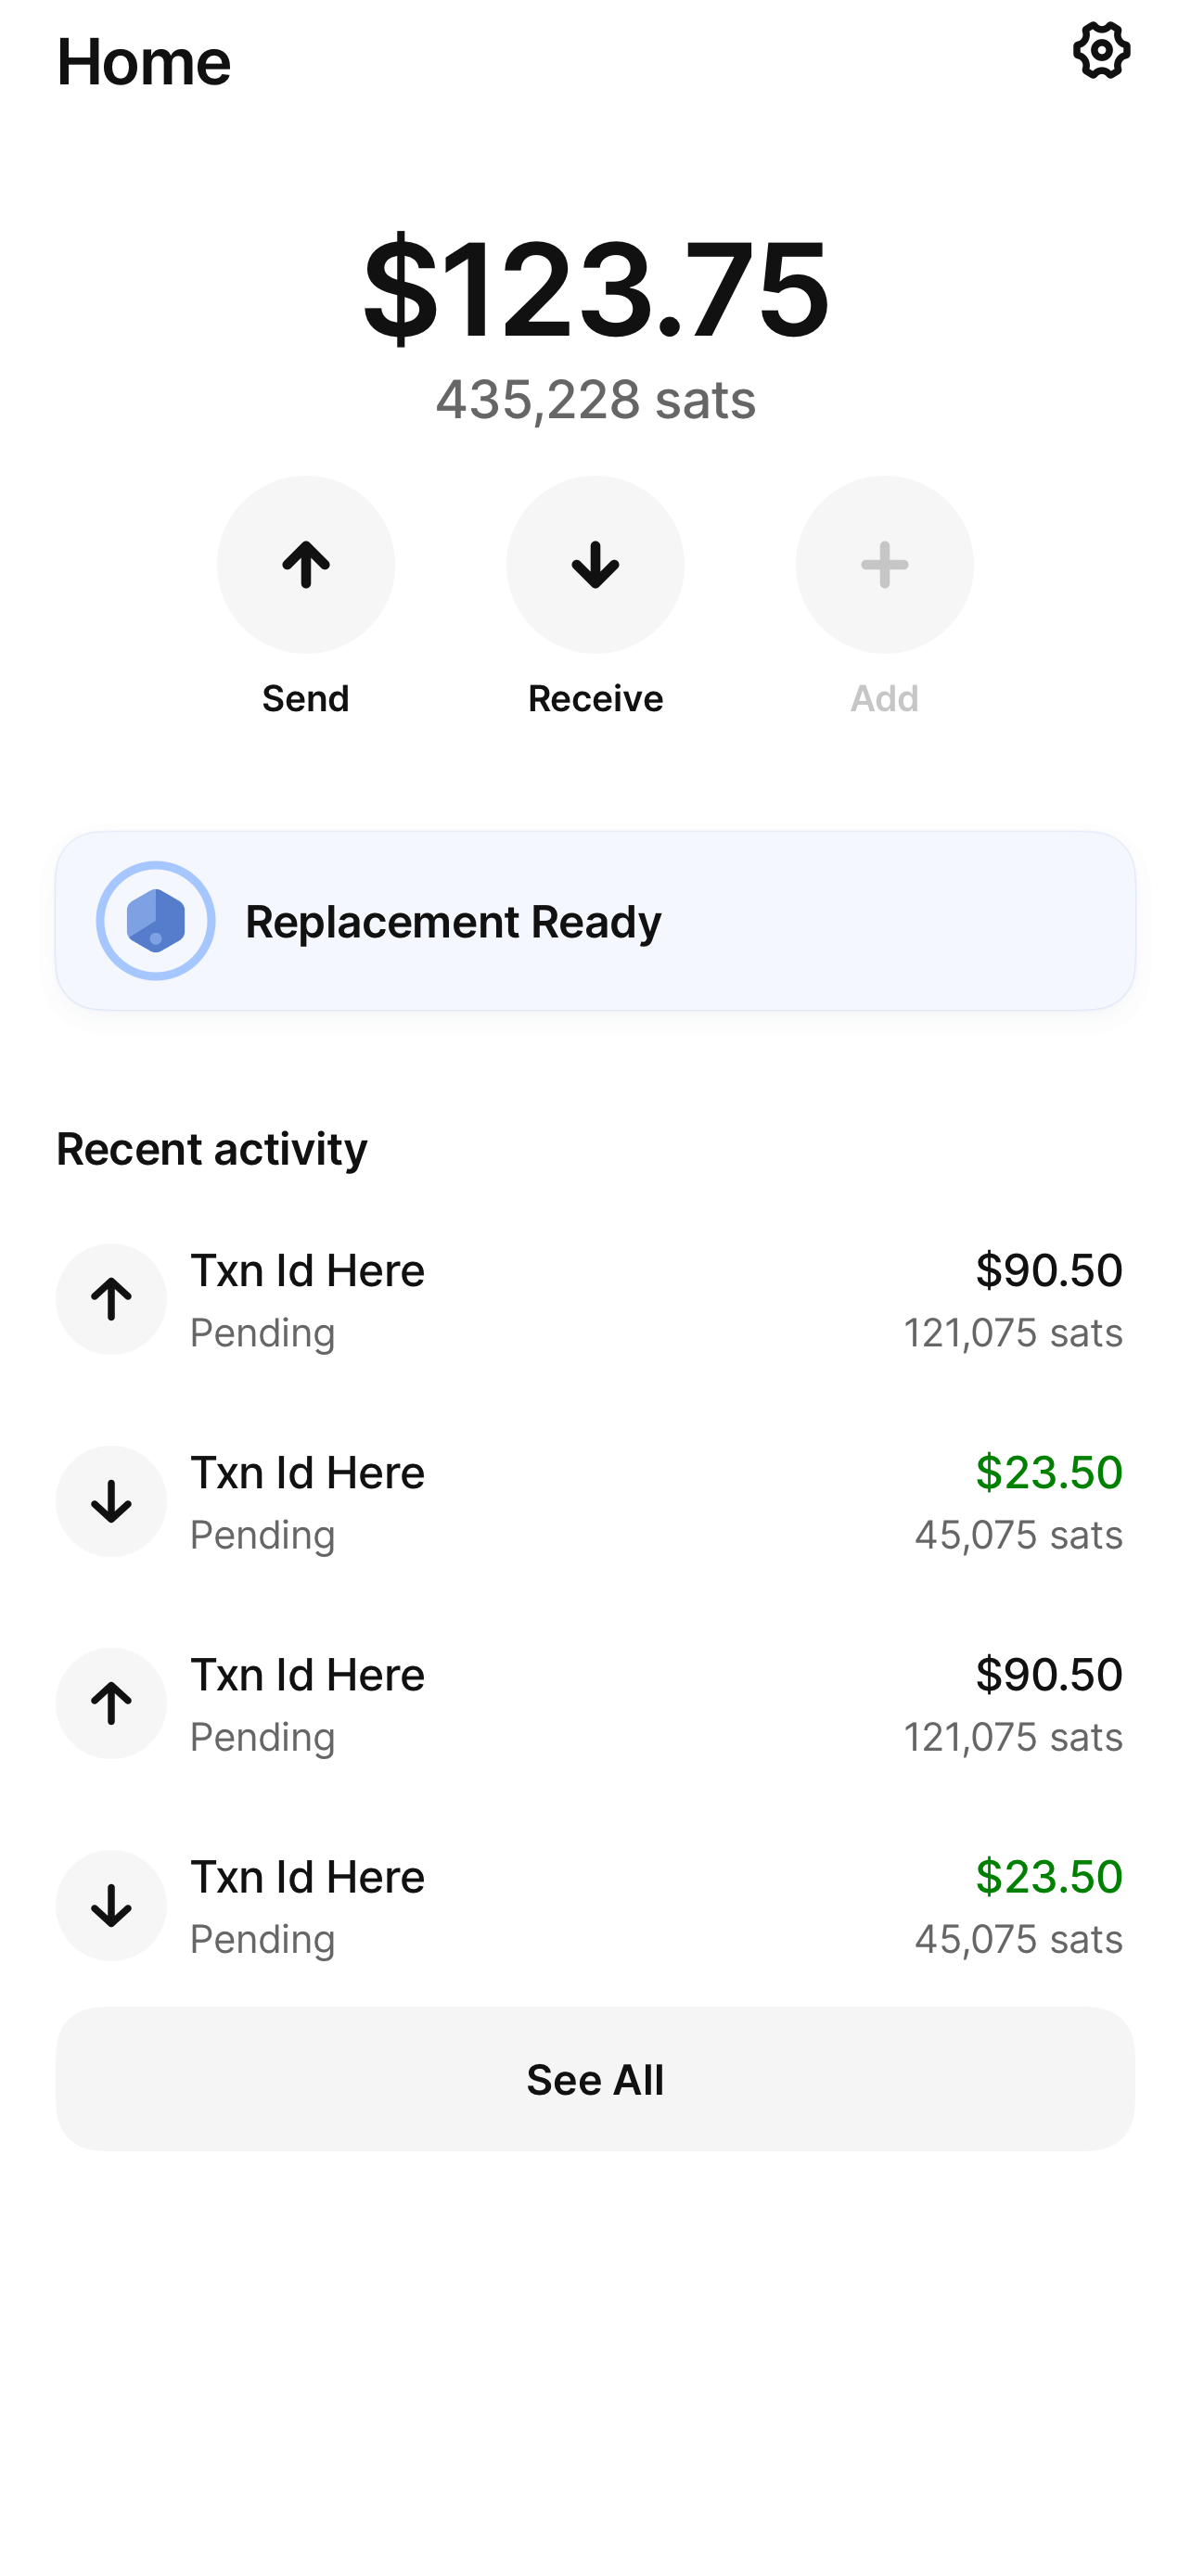 Home
$123.75
435,228 sats
Send Receive Add
Replacement Ready
Recent activity
Txn Id Here $90.50
Pending 121,075 sats
Txn Id Here $23.50
Pending 45,075 sats
Txn Id Here $90.50
Pending 121,075 sats
Txn Id Here $23.50
Pending 45,075 sats
See All